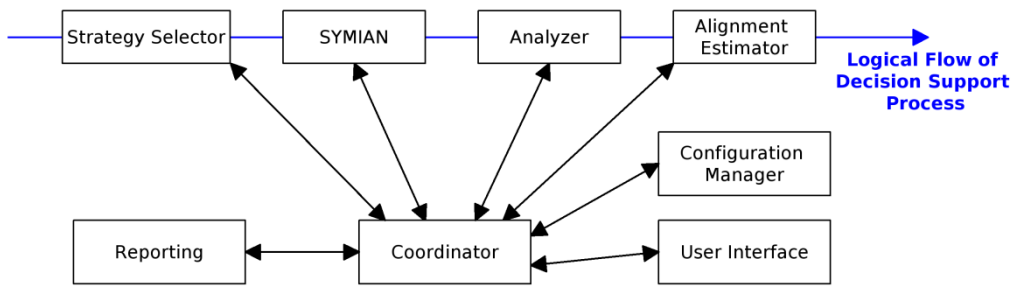 Strategy Selector
SYMIAN
Analyzer
Alignment
Estimator
Logical Flow of
Decision Support
Process
Configuration
Manager
Reporting
Coordinator
User Interface